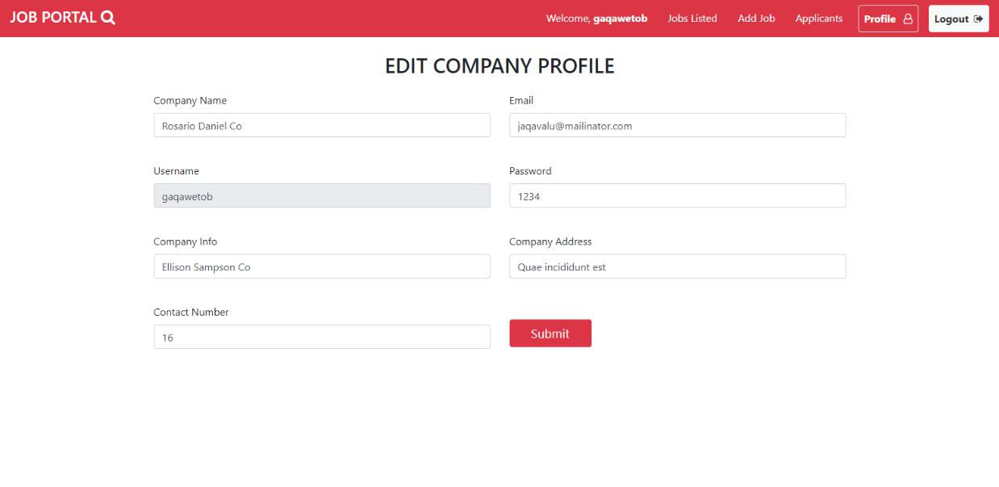 JOB PORTAL
Welcome, gaqawetob Jobs Listed Add Job Applicants Profile Logout
EDIT COMPANY PROFILE
Company Name Email
Rosario Daniel Co jaqavalu@mailinator.com
Username Password
gaqawetob 1234
Company Info Company Address
Ellison Sampson Co Quae incididunt est
Contact Number
16 Submit